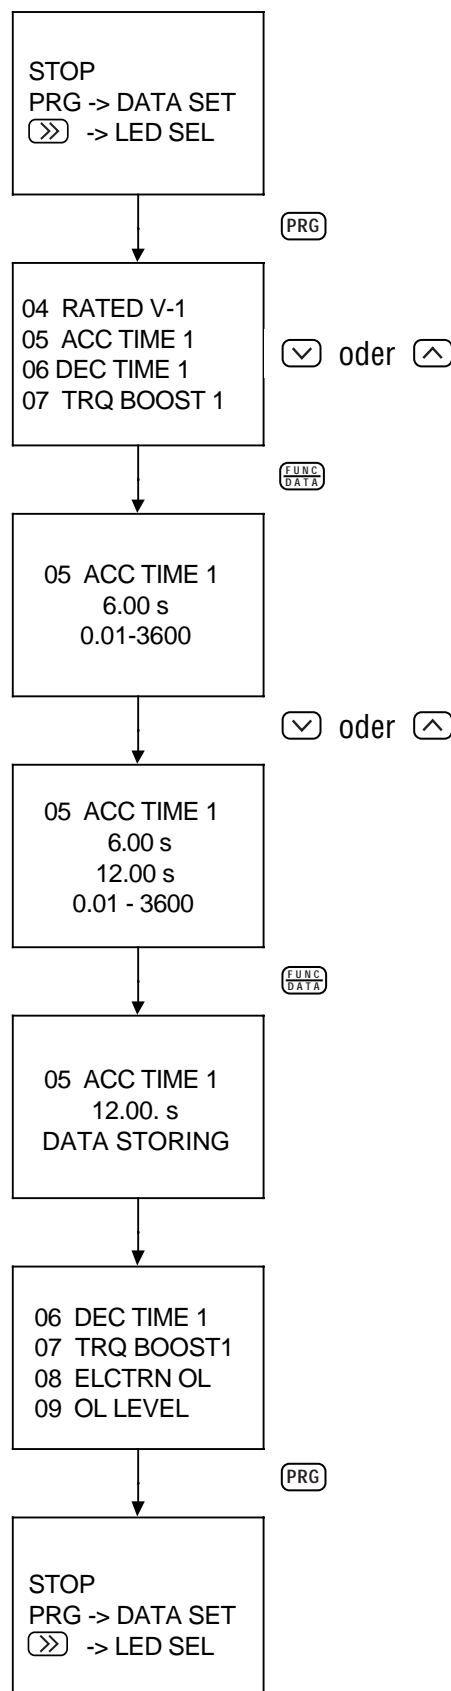 STOP
PRG -> DATA SET
-> LED SEL
PRG
04 RATED V-1
05 ACC TIME 1
06 DEC TIME 1
07 TRQ BOOST 1
oder
FUNC
DATA
05 ACC TIME 1
6.00 s
0.01-3600
oder
05 ACC TIME 1
6.00 s
12.00 s
0.01 - 3600
FUNC
DATA
05 ACC TIME 1
12.00. s
DATA STORING
06 DEC TIME 1
07 TRQ BOOST1
08 ELCTRN OL
09 OL LEVEL
PRG
STOP
PRG -> DATA SET
-> LED SEL